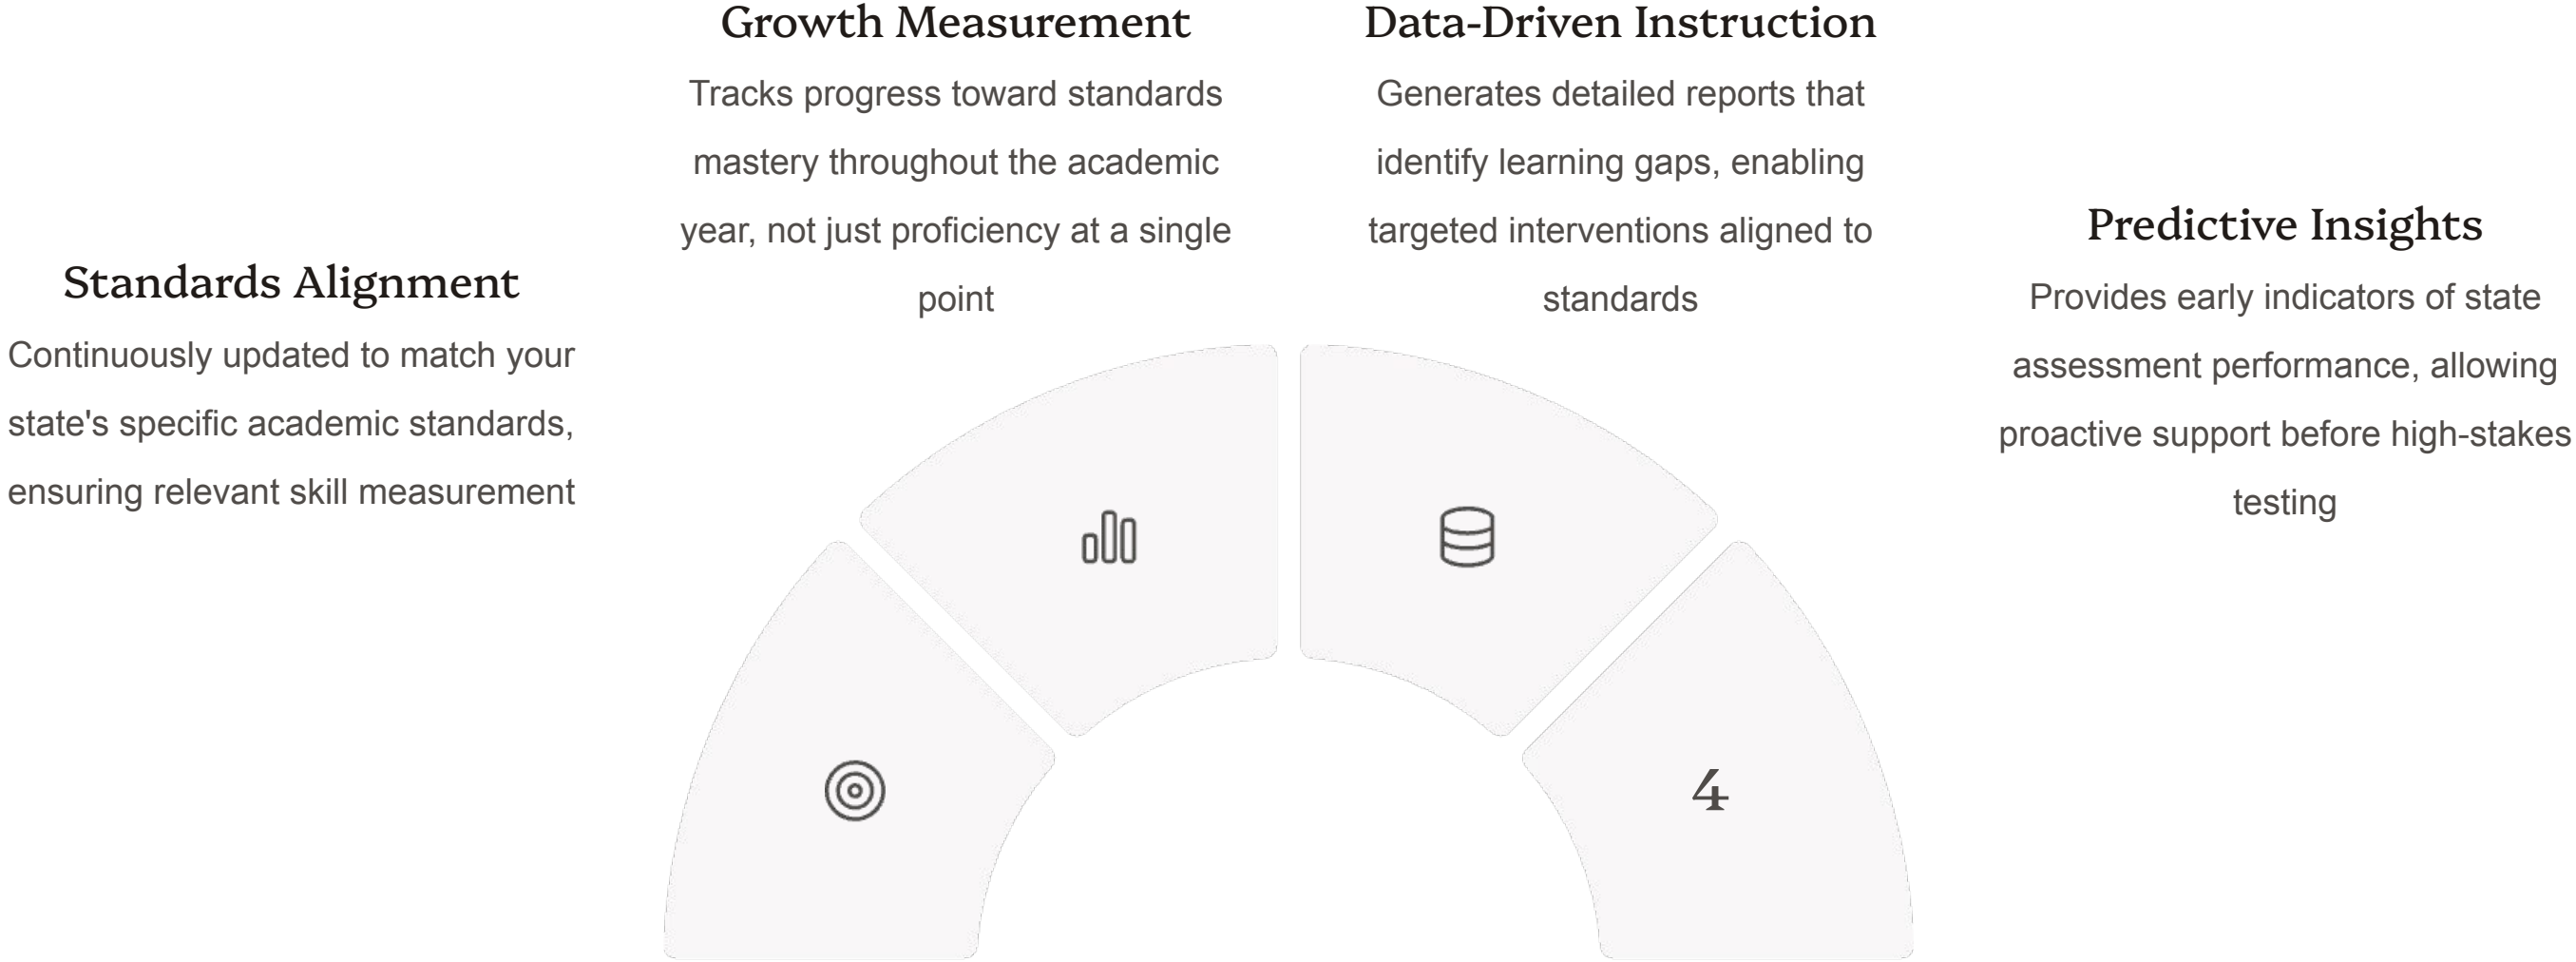 Standards Alignment
Continuously updated to match your
state's specific academic standards,
ensuring relevant skill measurement
Growth Measurement
Tracks progress toward standards
mastery throughout the academic
year, not just proficiency at a single
point
Data-Driven Instruction
Generates detailed reports that
identify learning gaps, enabling
targeted interventions aligned to
standards
Predictive Insights
Provides early indicators of state
assessment performance, allowing
proactive support before high-stakes
testing
4